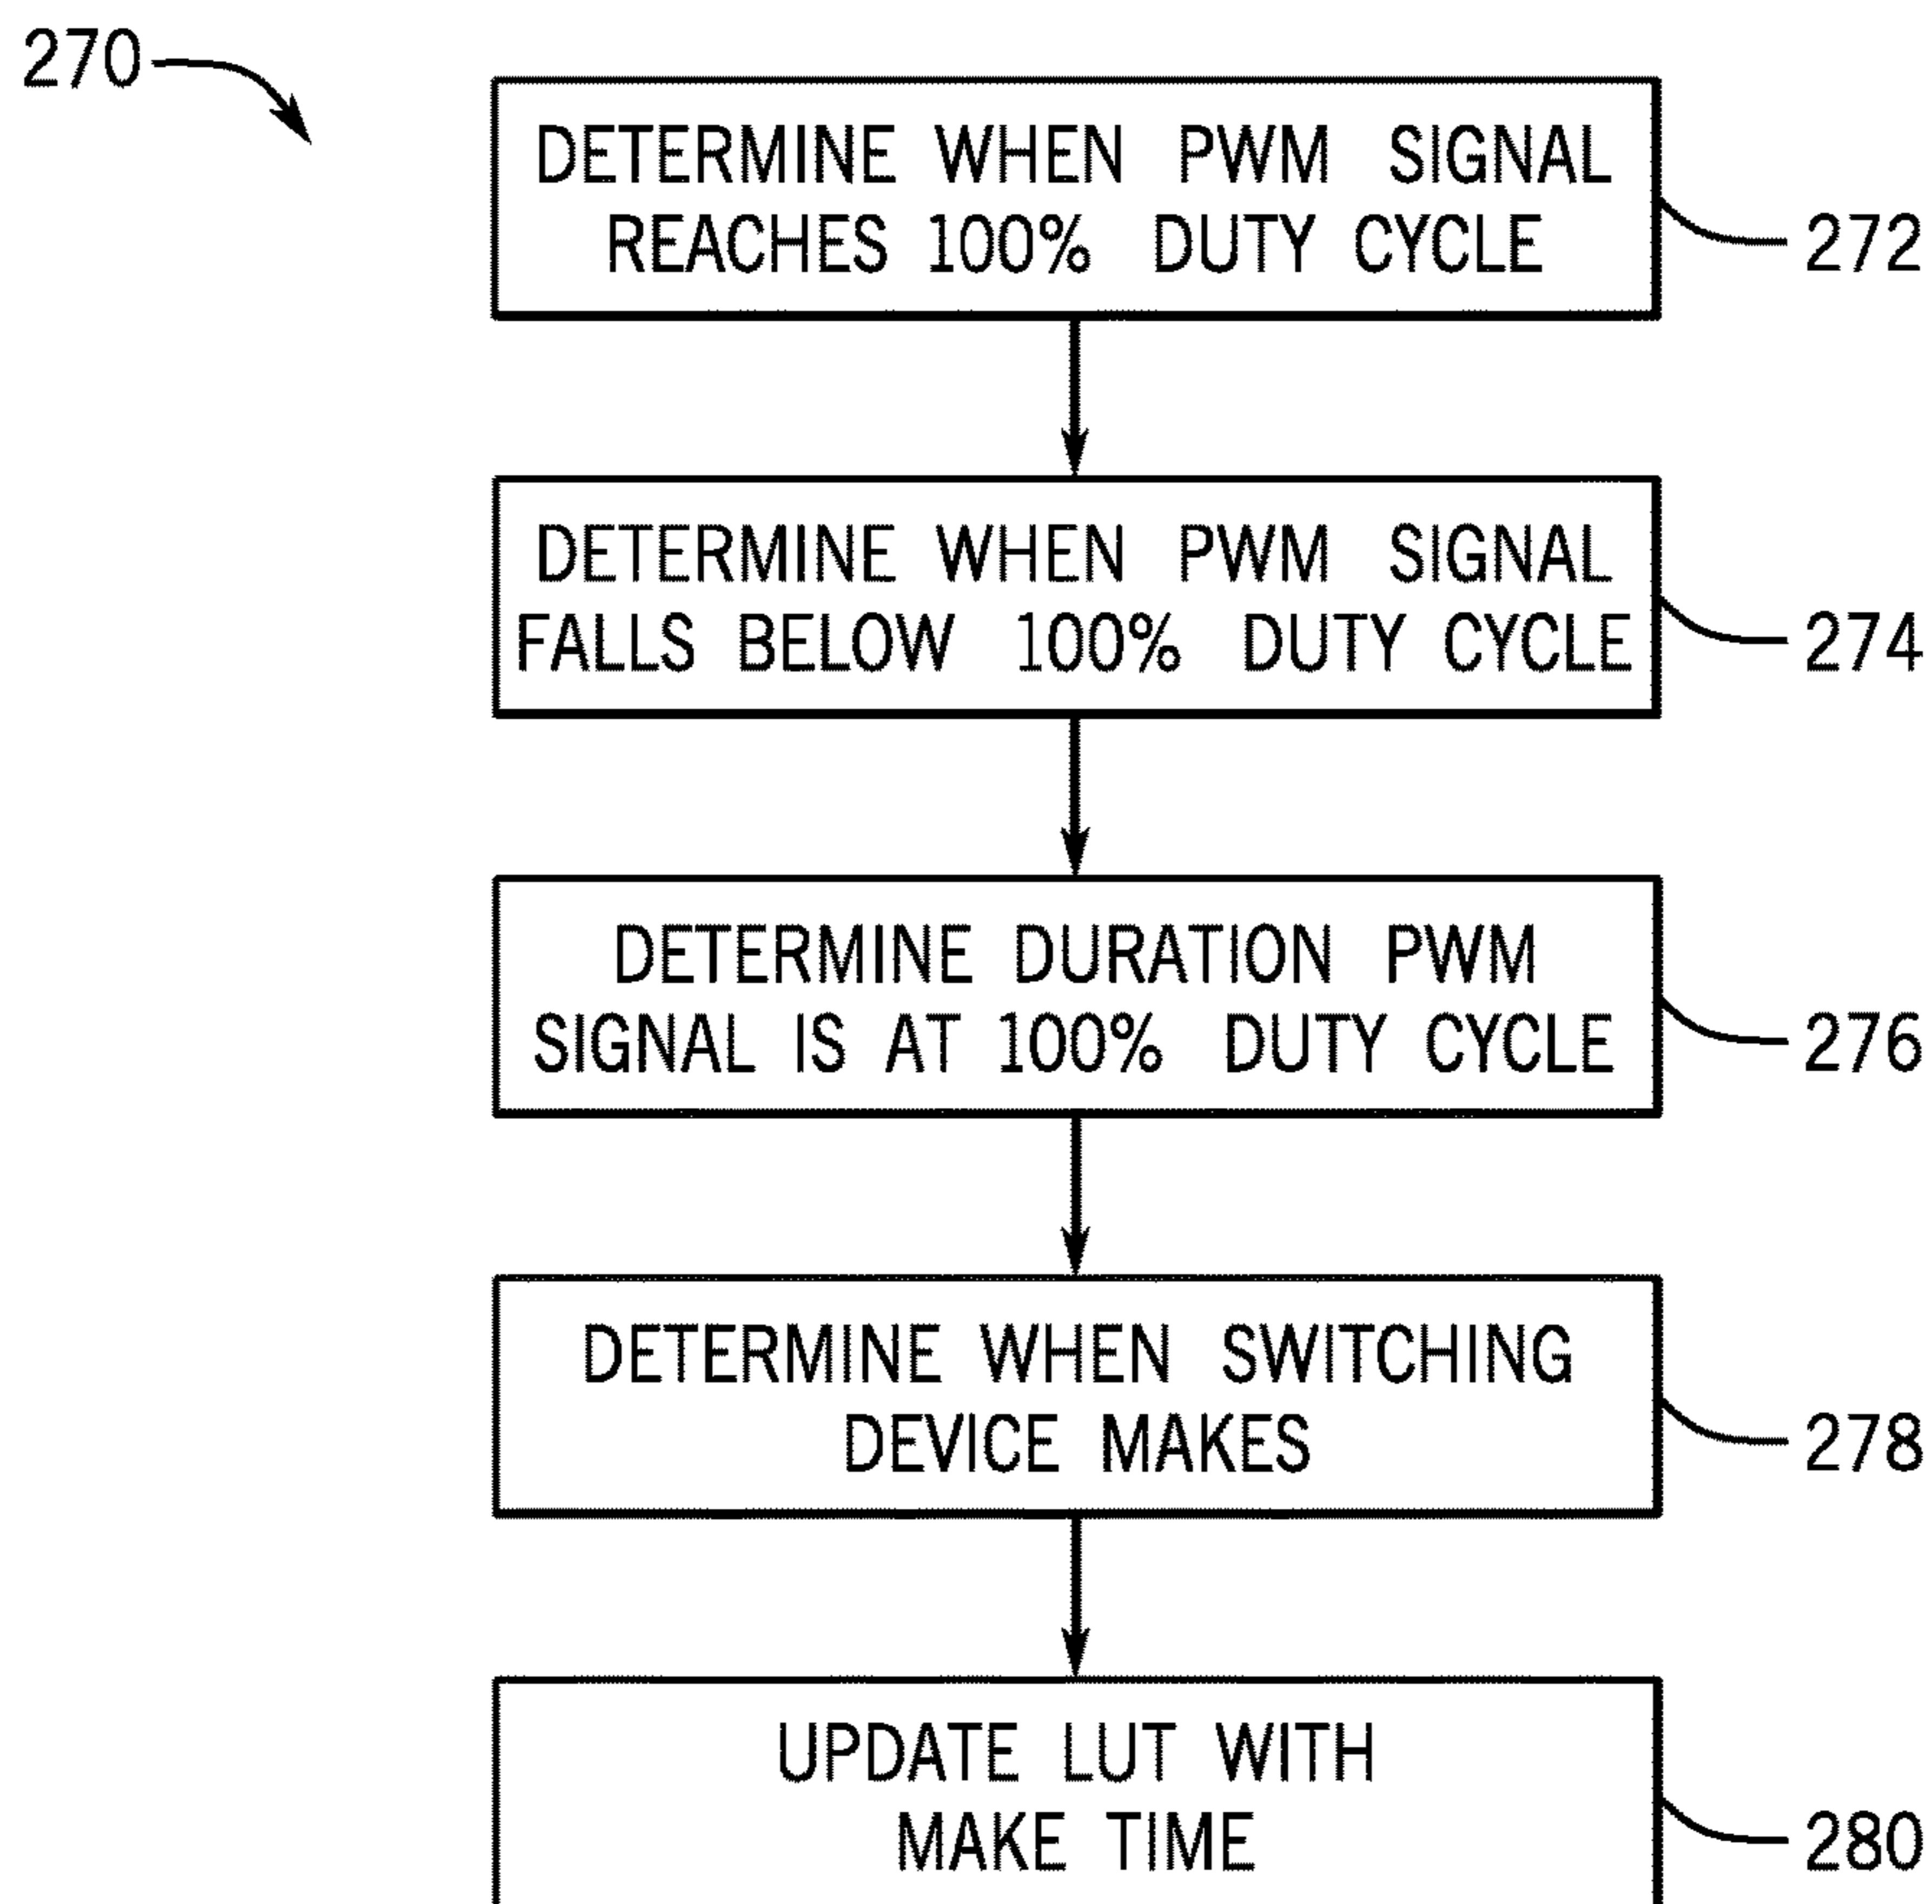 270
DETERMINE WHEN PWM SIGNAL
REACHES 100% DUTY CYCLE
272
DETERMINE WHEN PWM SIGNAL
FALLS BELOW 100% DUTY CYCLE
274
DETERMINE DURATION PWM
SIGNAL IS AT 100% DUTY CYCLE
276
DETERMINE WHEN SWITCHING
DEVICE MAKES
278
UPDATE LUT WITH
MAKE TIME
280